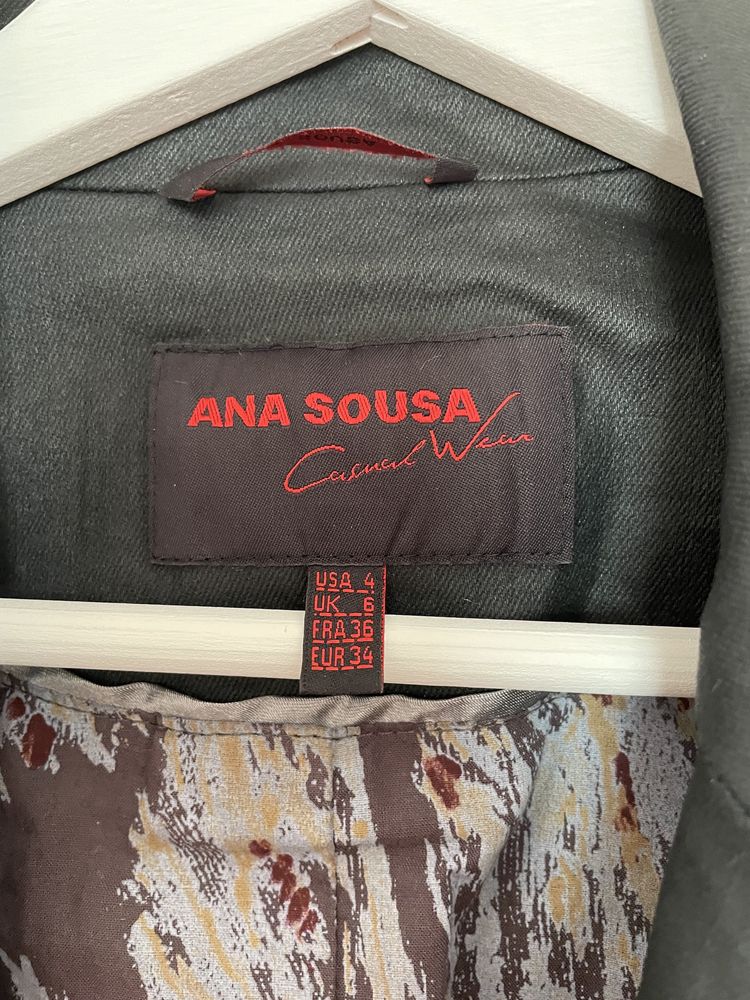 ANA SOUSA
Casual Wear
USA 4
UK 6
FRA 36
EUR 34